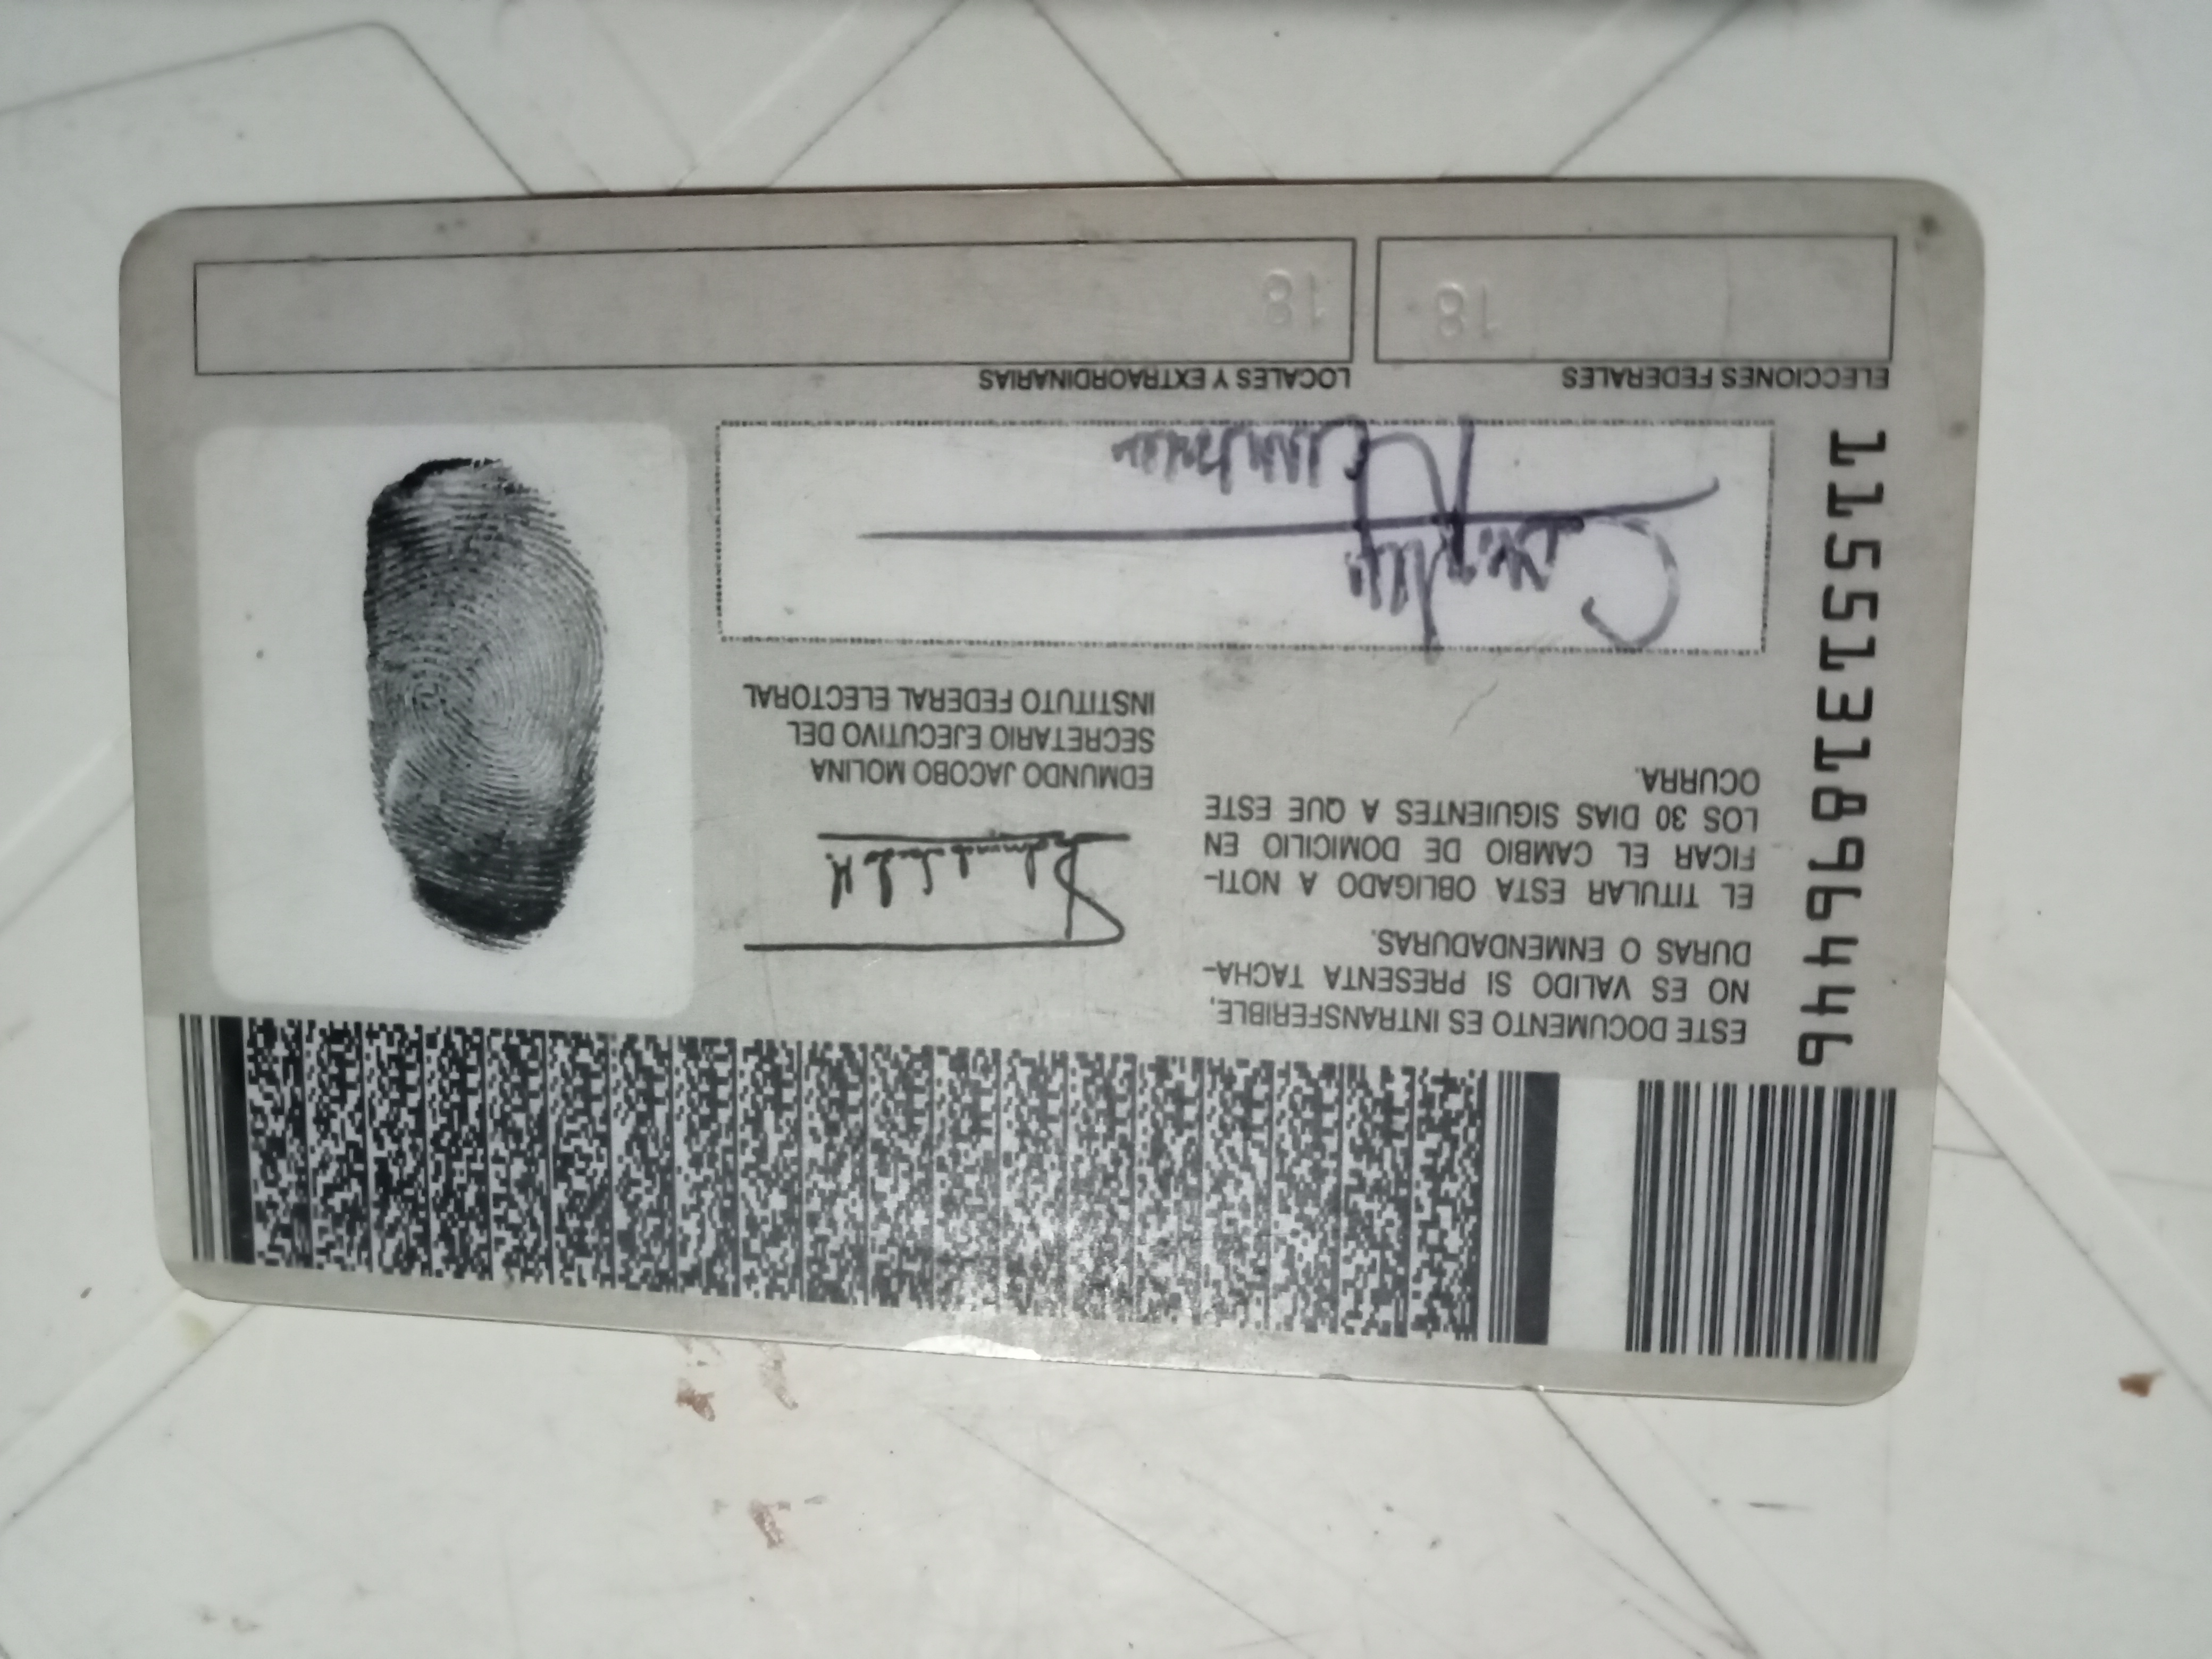 ESTE DOCUMENTO ES INTRANSFERIBLE,
NO ES VALIDO SI PRESENTA TACHA-
DURAS O ENMENDADURAS.
EL TITULAR ESTA OBLIGADO A NOTI-
FICAR EL CAMBIO DE DOMICILIO EN
LOS 30 DIAS SIGUIENTES A QUE ESTE
OCURRA.
EDMUNDO JACOBO MOLINA
SECRETARIO EJECUTIVO DEL
INSTITUTO FEDERAL ELECTORAL
1155131896446
ELECCIONES FEDERALES
LOCALES Y EXTRAORDINARIAS
18
18